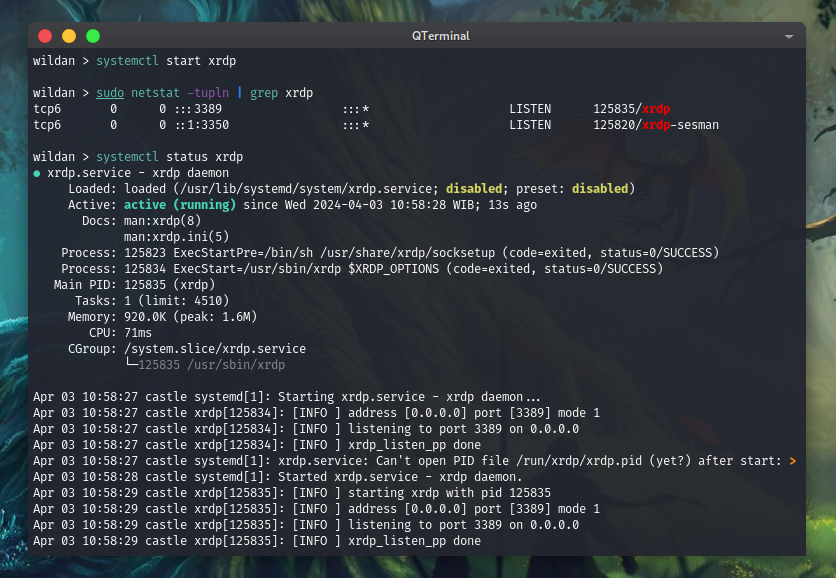 QTerminal
wildan > systemctl start xrdp
wildan > sudo netstat -tupln | grep xrdp
tcp6       0      0 :::3389                 :::*                    LISTEN      125835/xrdp
tcp6       0      0 ::1:3350                :::*                    LISTEN      125820/xrdp-sesman
wildan > systemctl status xrdp
● xrdp.service - xrdp daemon
     Loaded: loaded (/usr/lib/systemd/system/xrdp.service; disabled; preset: disabled)
     Active: active (running) since Wed 2024-04-03 10:58:28 WIB; 13s ago
       Docs: man:xrdp(8)
             man:xrdp.ini(5)
    Process: 125823 ExecStartPre=/bin/sh /usr/share/xrdp/socksetup (code=exited, status=0/SUCCESS)
    Process: 125834 ExecStart=/usr/sbin/xrdp $XRDP_OPTIONS (code=exited, status=0/SUCCESS)
   Main PID: 125835 (xrdp)
      Tasks: 1 (limit: 4510)
     Memory: 920.0K (peak: 1.6M)
        CPU: 71ms
     CGroup: /system.slice/xrdp.service
             └─125835 /usr/sbin/xrdp
Apr 03 10:58:27 castle systemd[1]: Starting xrdp.service - xrdp daemon...
Apr 03 10:58:27 castle xrdp[125834]: [INFO ] address [0.0.0.0] port [3389] mode 1
Apr 03 10:58:27 castle xrdp[125834]: [INFO ] listening to port 3389 on 0.0.0.0
Apr 03 10:58:27 castle xrdp[125834]: [INFO ] xrdp_listen_pp done
Apr 03 10:58:27 castle systemd[1]: xrdp.service: Can't open PID file /run/xrdp/xrdp.pid (yet?) after start: >
Apr 03 10:58:28 castle systemd[1]: Started xrdp.service - xrdp daemon.
Apr 03 10:58:29 castle xrdp[125835]: [INFO ] starting xrdp with pid 125835
Apr 03 10:58:29 castle xrdp[125835]: [INFO ] address [0.0.0.0] port [3389] mode 1
Apr 03 10:58:29 castle xrdp[125835]: [INFO ] listening to port 3389 on 0.0.0.0
Apr 03 10:58:29 castle xrdp[125835]: [INFO ] xrdp_listen_pp done